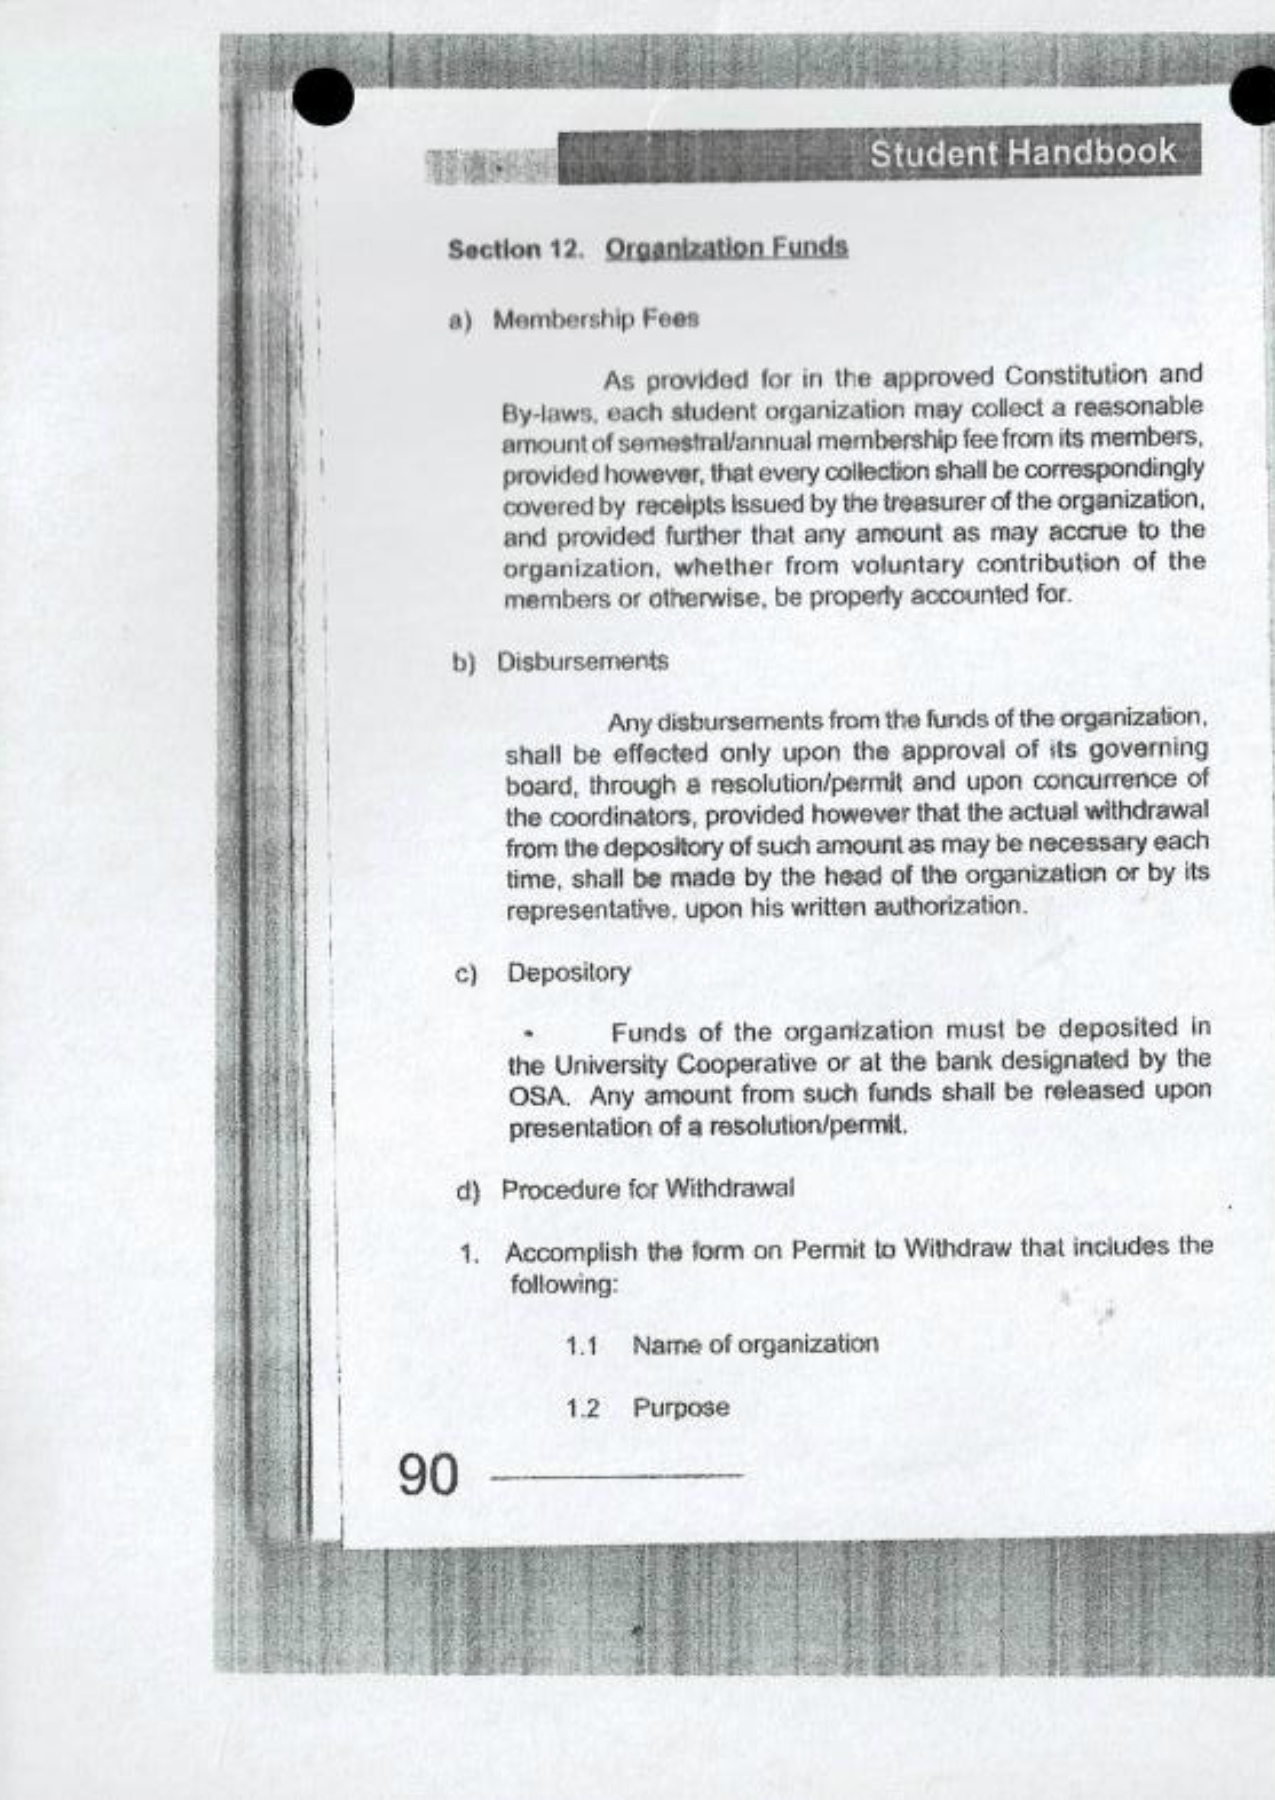 Student Handbook
Section 12. Organization Funds
a) Membership Fees
As provided for in the approved Constitution and
By-laws, each student organization may collect a reasonable
amount of semestral/annual membership fee from its members,
provided however, that every collection shall be correspondingly
covered by receipts issued by the treasurer of the organization,
and provided further that any amount as may accrue to the
organization, whether from voluntary contribution of the
members or otherwise, be properly accounted for.
b) Disbursements
Any disbursements from the funds of the organization,
shall be effected only upon the approval of its governing
board, through a resolution/permit and upon concurrence of
the coordinators, provided however that the actual withdrawal
from the depository of such amount as may be necessary each
time, shall be made by the head of the organization or by its
representative, upon his written authorization.
c) Depository
Funds of the organization must be deposited in
the University Cooperative or at the bank designated by the
OSA. Any amount from such funds shall be released upon
presentation of a resolution/permit.
d) Procedure for Withdrawal
1. Accomplish the form on Permit to Withdraw that includes the
following:
1.1 Name of organization
1.2 Purpose
90